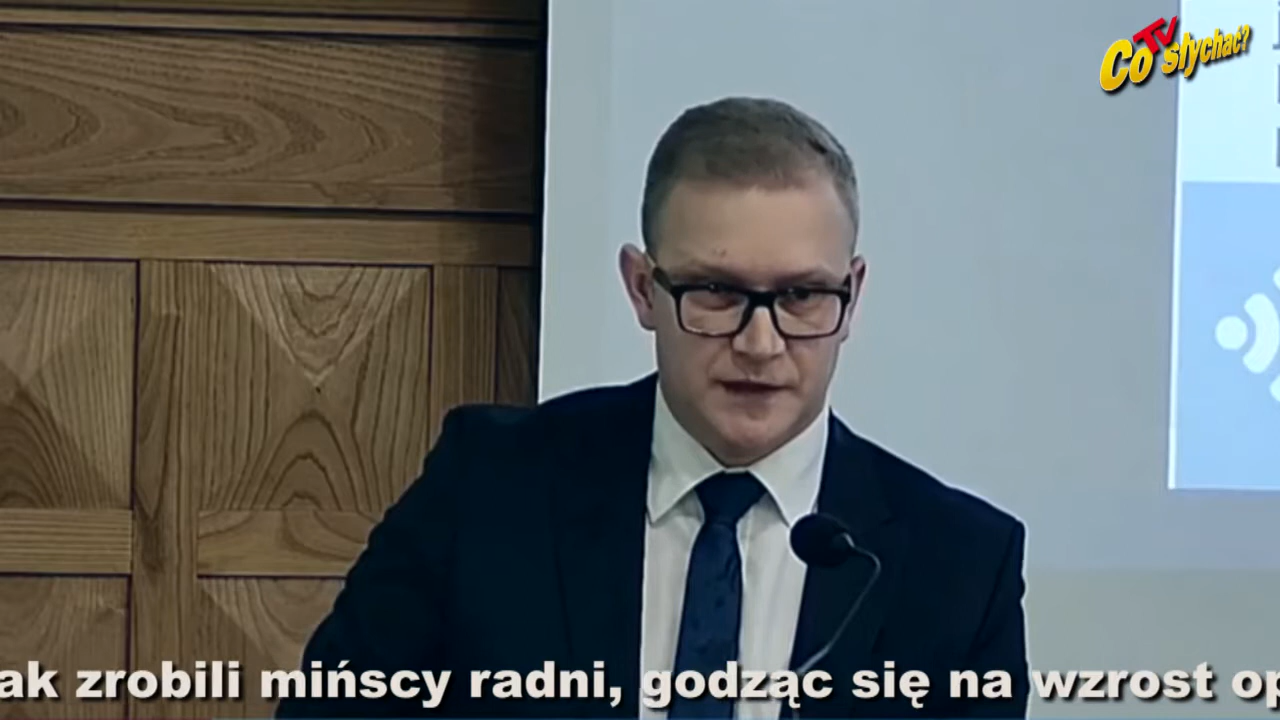 Co TV słychać?
ak zrobili mińscy radni, godząc się na wzrost op